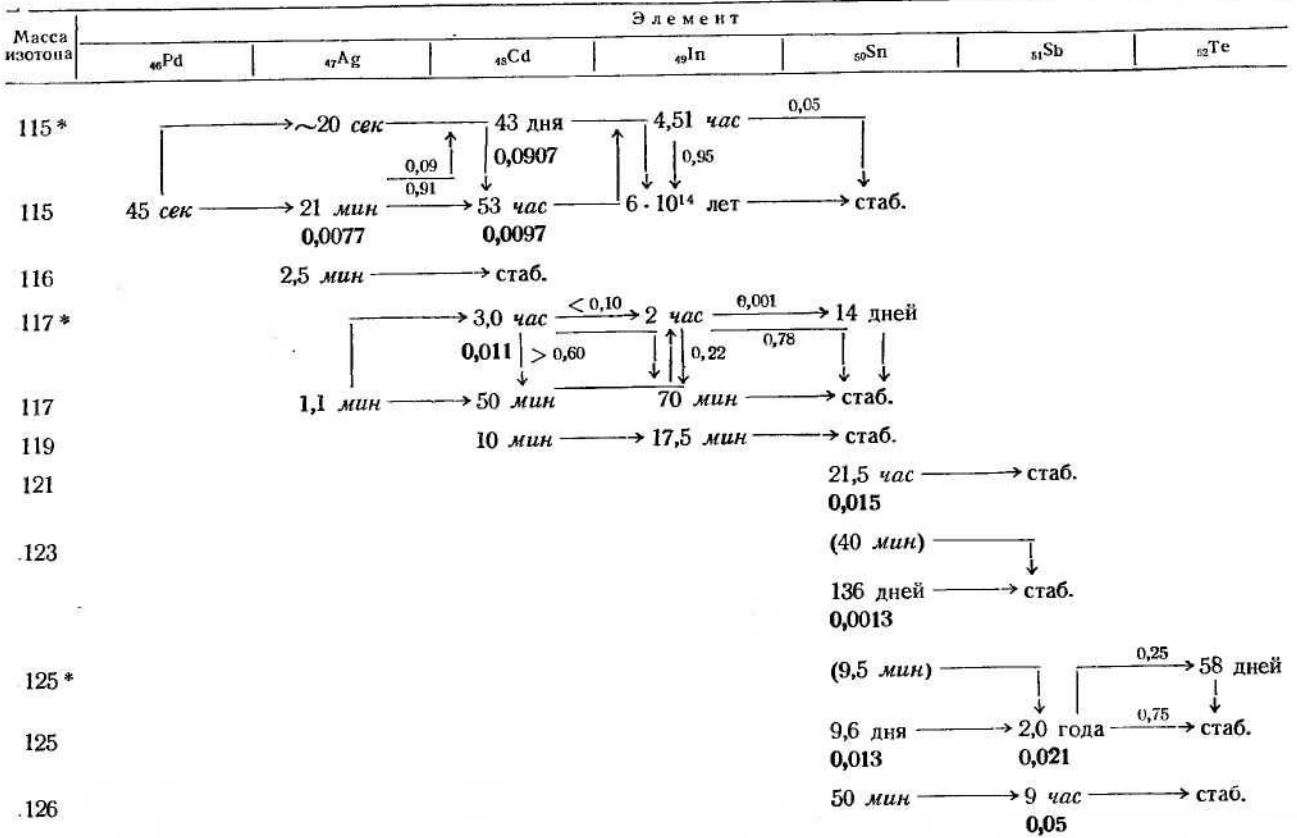 Элемент
Масса изотопа
₄₆Pd ₄₇Ag ₄₈Cd ₄₉In ₅₀Sn ₅₁Sb ₅₂Te
0,05
115* ~20 сек 43 дня 4,51 час
0,09 0,0907 0,95
0,91
115 45 сек 21 мин 53 час 6·10¹⁴ лет стаб.
0,0077 0,0097
116 2,5 мин стаб.
<0,10 0,001
117* 3,0 час 2 час 14 дней
0,011 >0,60 0,22 0,78
117 1,1 мин 50 мин 70 мин стаб.
119 10 мин 17,5 мин стаб.
121 21,5 час стаб.
0,015
123 (40 мин)
136 дней стаб.
0,0013
0,25
125* (9,5 мин) 58 дней
0,75
125 9,6 дня 2,0 года стаб.
0,013 0,021
126 50 мин 9 час стаб.
0,05